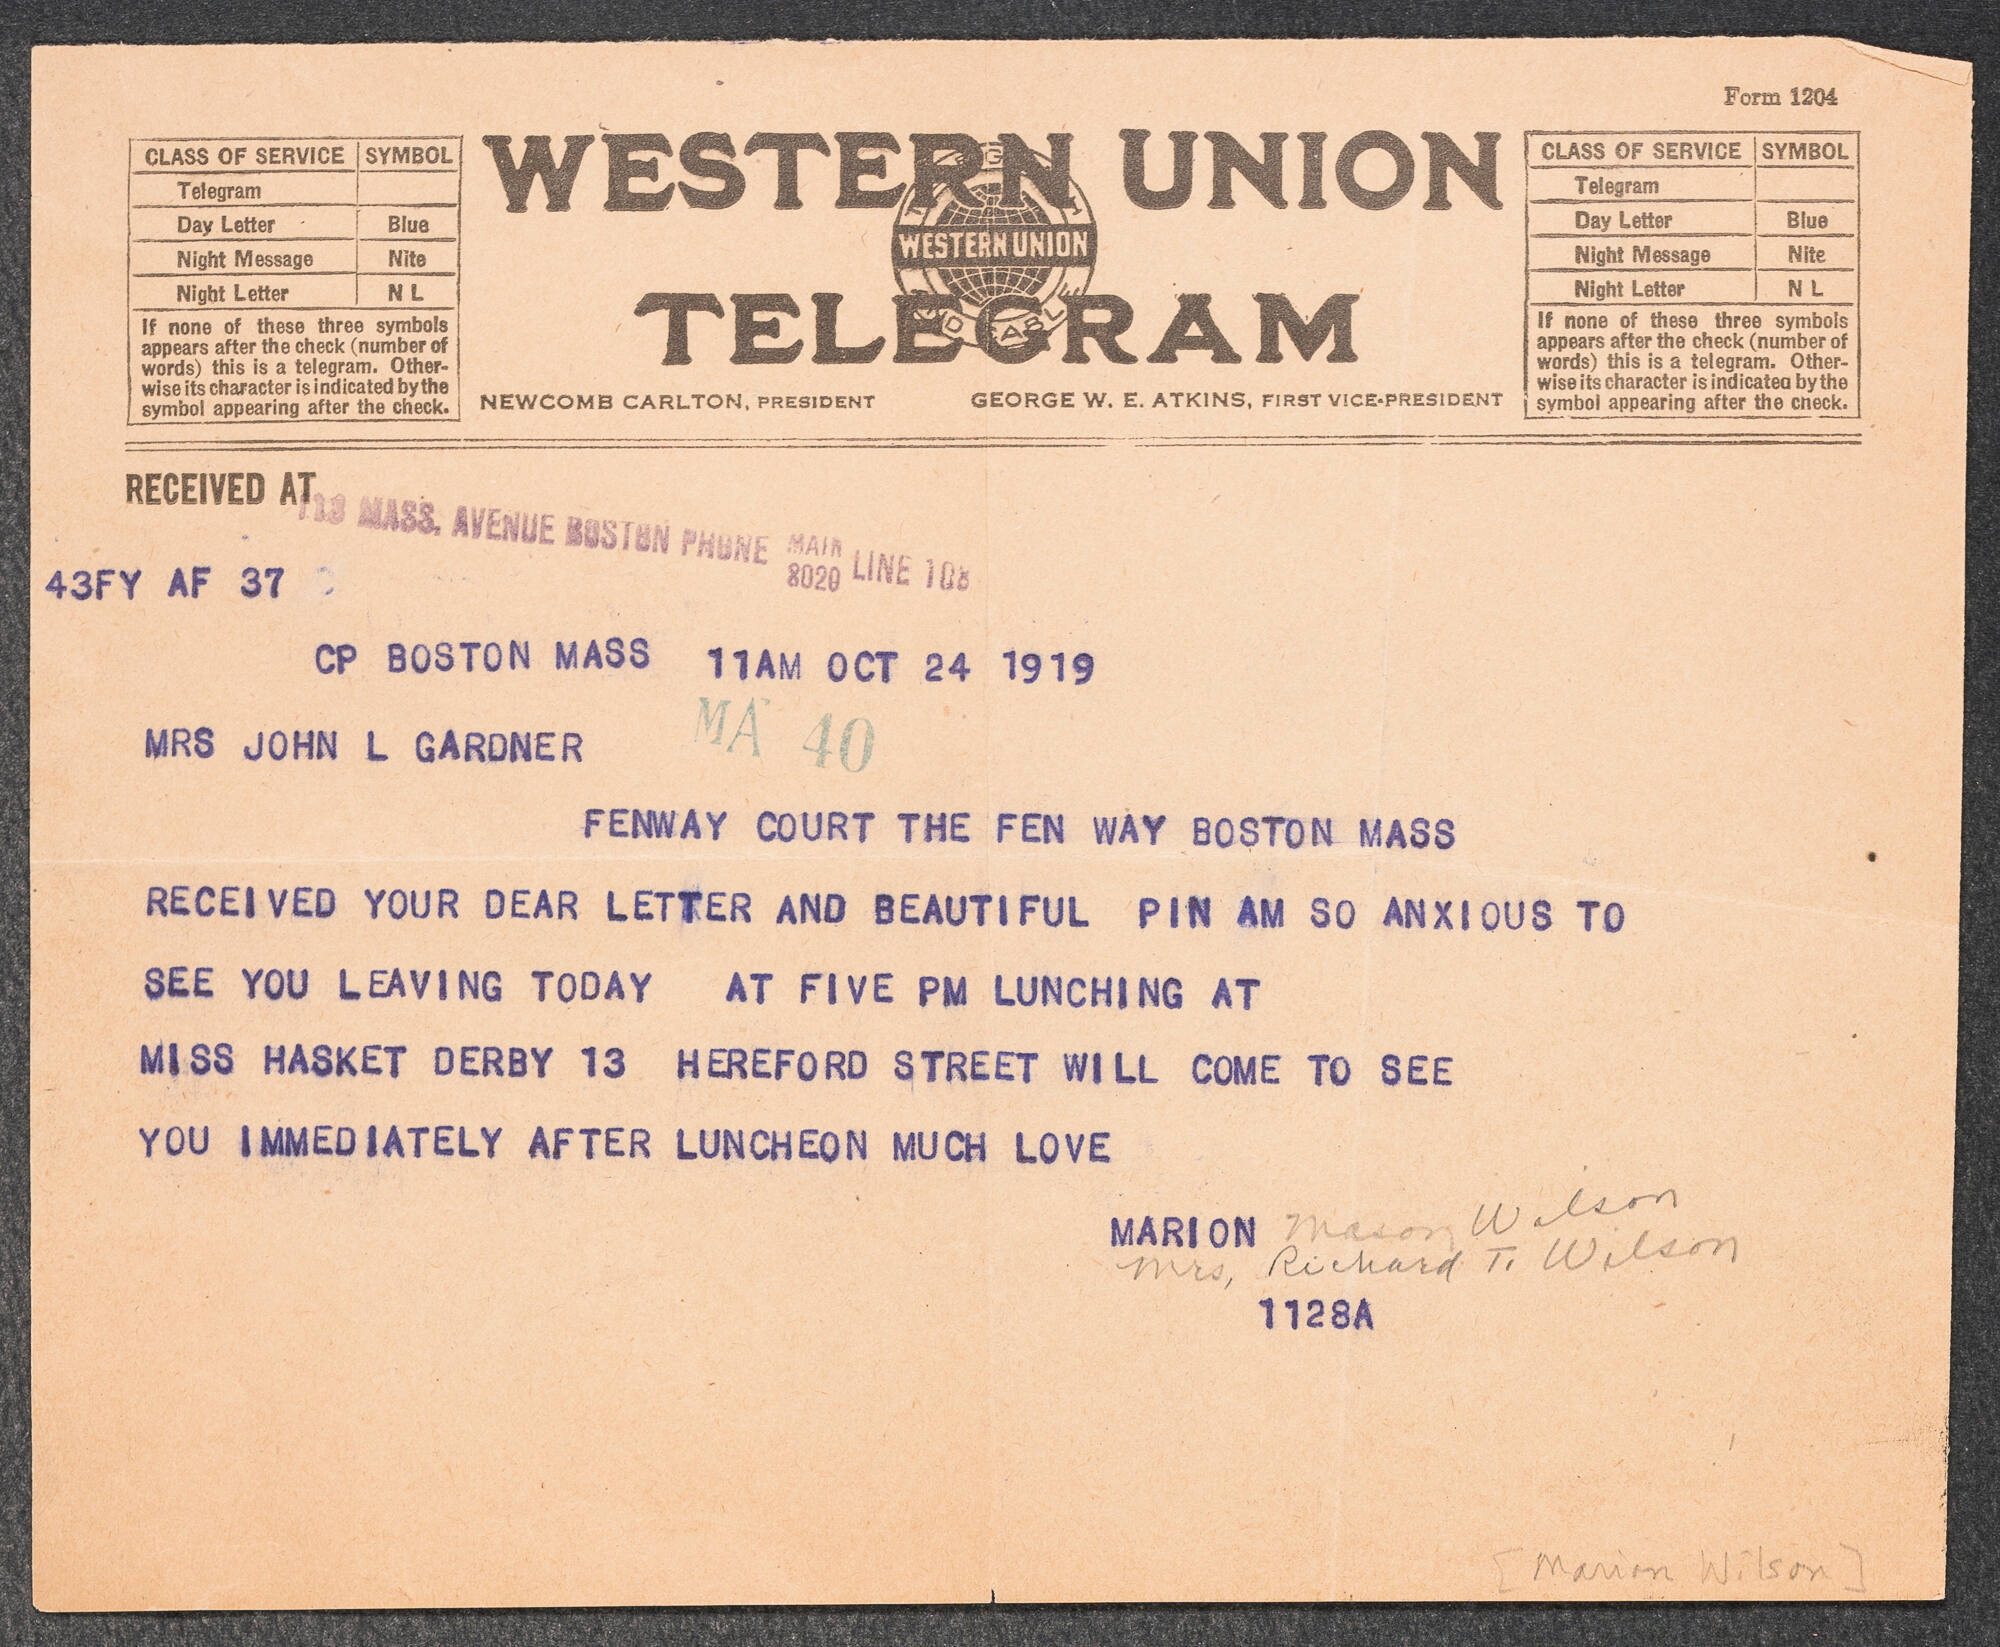 Form 1204
CLASS OF SERVICE SYMBOL
Telegram
Day Letter Blue
Night Message Nite
Night Letter N L
If none of these three symbols
appears after the check (number of
words) this is a telegram. Other-
wise its character is indicated by the
symbol appearing after the check.
WESTERN UNION
WESTERN UNION
TELEGRAM
NEWCOMB CARLTON, PRESIDENT GEORGE W. E. ATKINS, FIRST VICE-PRESIDENT
CLASS OF SERVICE SYMBOL
Telegram
Day Letter Blue
Night Message Nite
Night Letter N L
If none of these three symbols
appears after the check (number of
words) this is a telegram. Other-
wise its character is indicated by the
symbol appearing after the check.
RECEIVED AT
MASS. AVENUE BOSTON PHONE MAIN 8020 LINE 108
43FY AF 37
CP BOSTON MASS 11AM OCT 24 1919
MA 40
MRS JOHN L GARDNER
FENWAY COURT THE FEN WAY BOSTON MASS
RECEIVED YOUR DEAR LETTER AND BEAUTIFUL PIN AM SO ANXIOUS TO
SEE YOU LEAVING TODAY AT FIVE PM LUNCHING AT
MISS HASKET DERBY 13 HEREFORD STREET WILL COME TO SEE
YOU IMMEDIATELY AFTER LUNCHEON MUCH LOVE
MARION Mason Wilson
Mrs, Richard T. Wilson
1128A
[Marion Wilson]